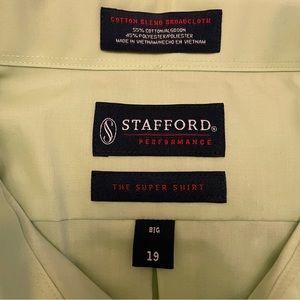 COTTON BLEND BROADCLOTH
55% COTTON/ALGODON
45% POLYESTER/POLIESTER
MADE IN VIETNAM/HECHO EN VIETNAM
STAFFORD®
PERFORMANCE
THE SUPER SHIRT
BIG
19